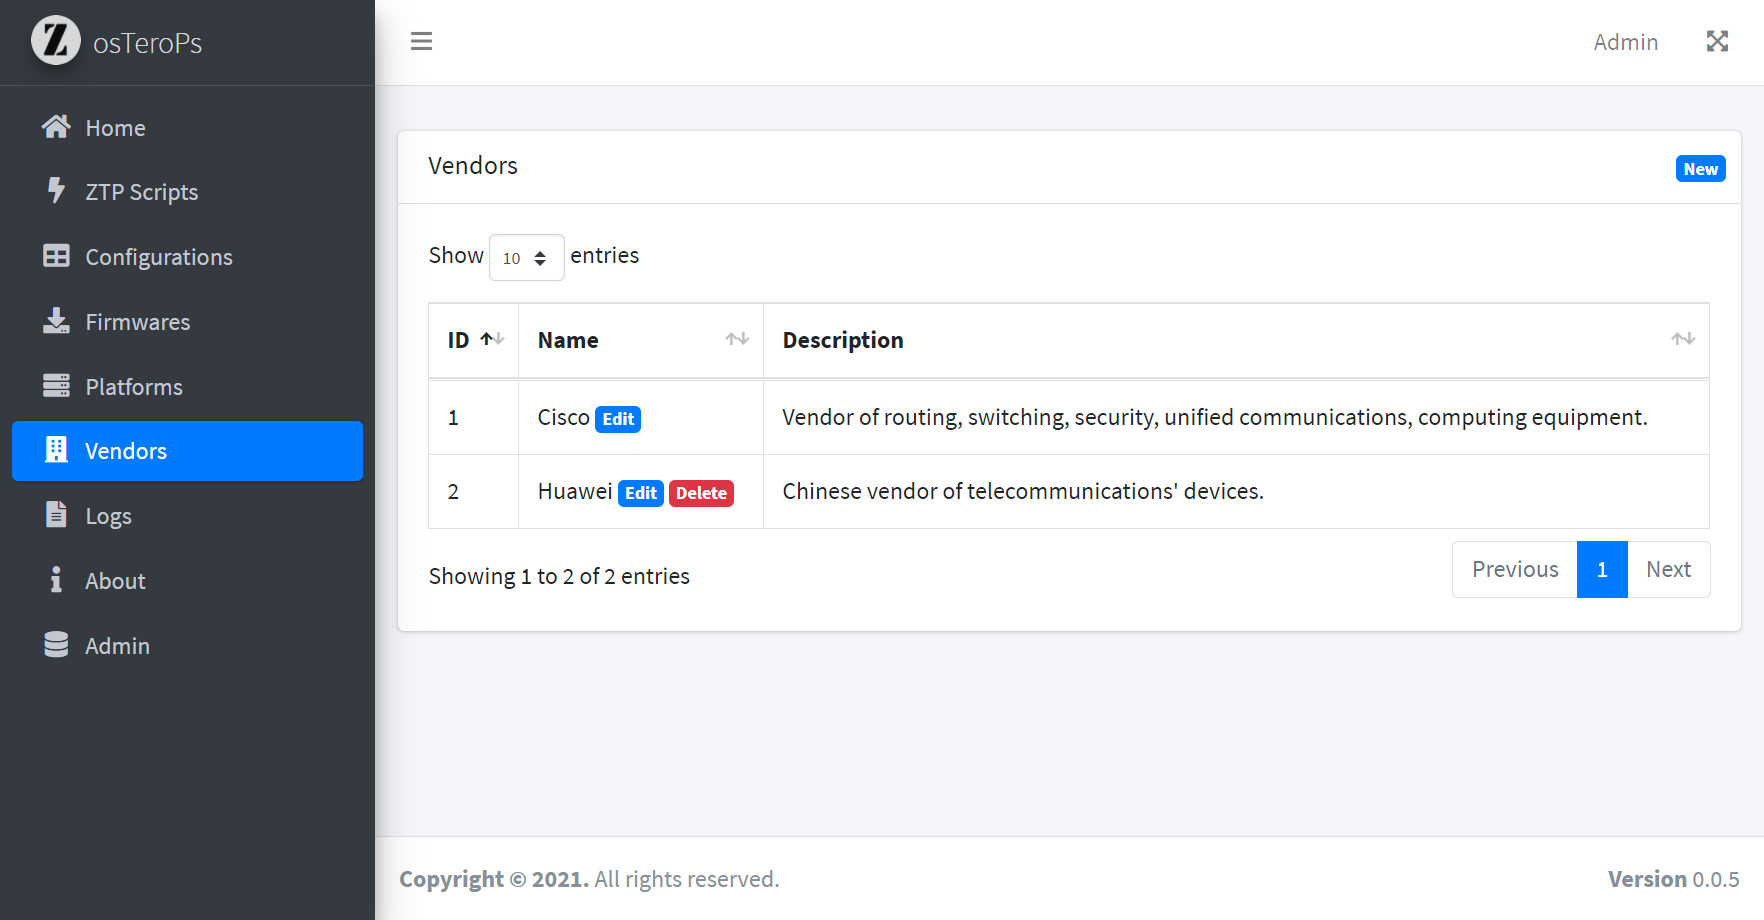 Z osTeroPs
Home
ZTP Scripts
Configurations
Firmwares
Platforms
Vendors
Logs
About
Admin
Admin
Vendors
New
Show 10 entries
ID Name Description
1 Cisco Edit Vendor of routing, switching, security, unified communications, computing equipment.
2 Huawei Edit Delete Chinese vendor of telecommunications' devices.
Showing 1 to 2 of 2 entries
Previous 1 Next
Copyright © 2021. All rights reserved.
Version 0.0.5